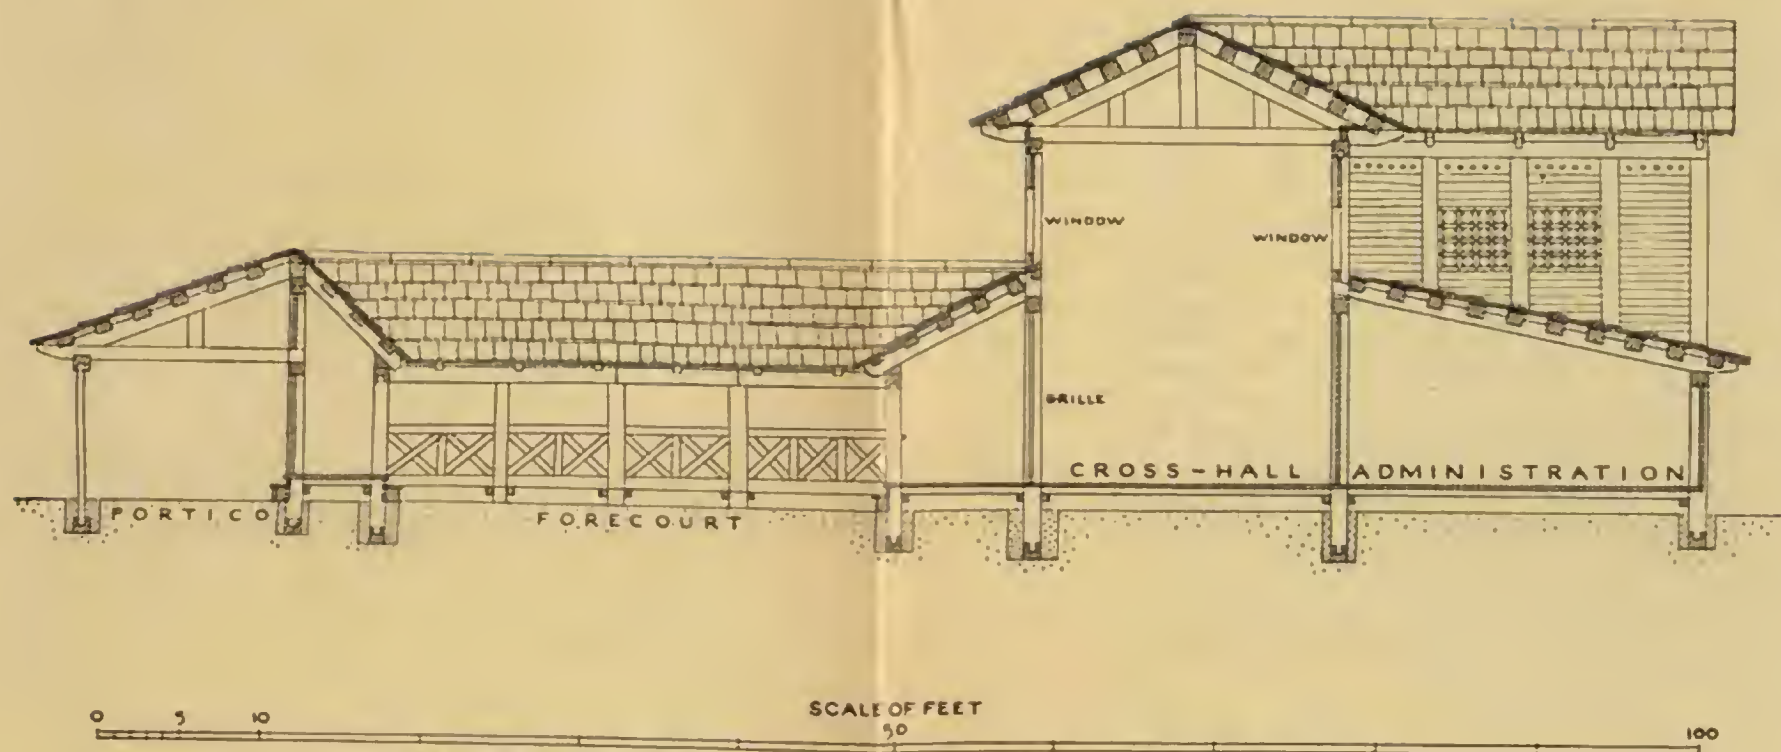 WINDOW
WINDOW
GRILLE
CROSS-HALL
ADMINISTRATION
PORTICO
FORECOURT
SCALE OF FEET
0 5 10 50 100